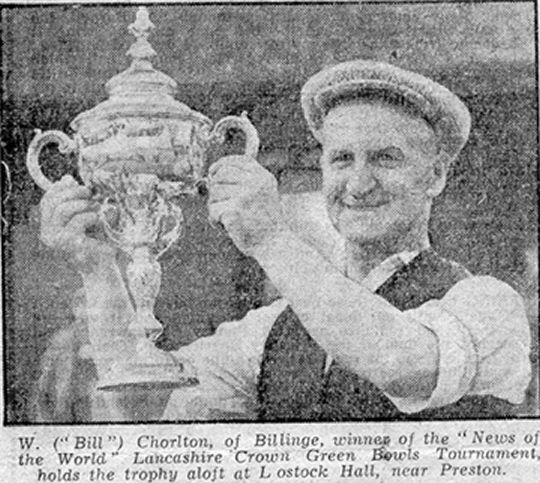 W. ("Bill") Chorlton, of Billinge, winner of the "News of
the World" Lancashire Crown Green Bowls Tournament,
holds the trophy aloft at L ostock Hall, near Preston.